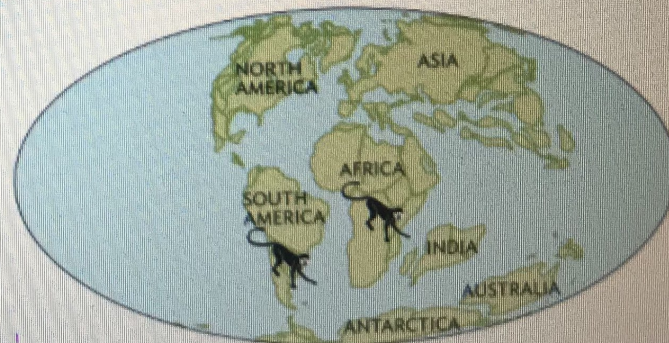 NORTH
AMERICA
ASIA
AFRICA
SOUTH
AMERICA
INDIA
AUSTRALIA
ANTARCTICA